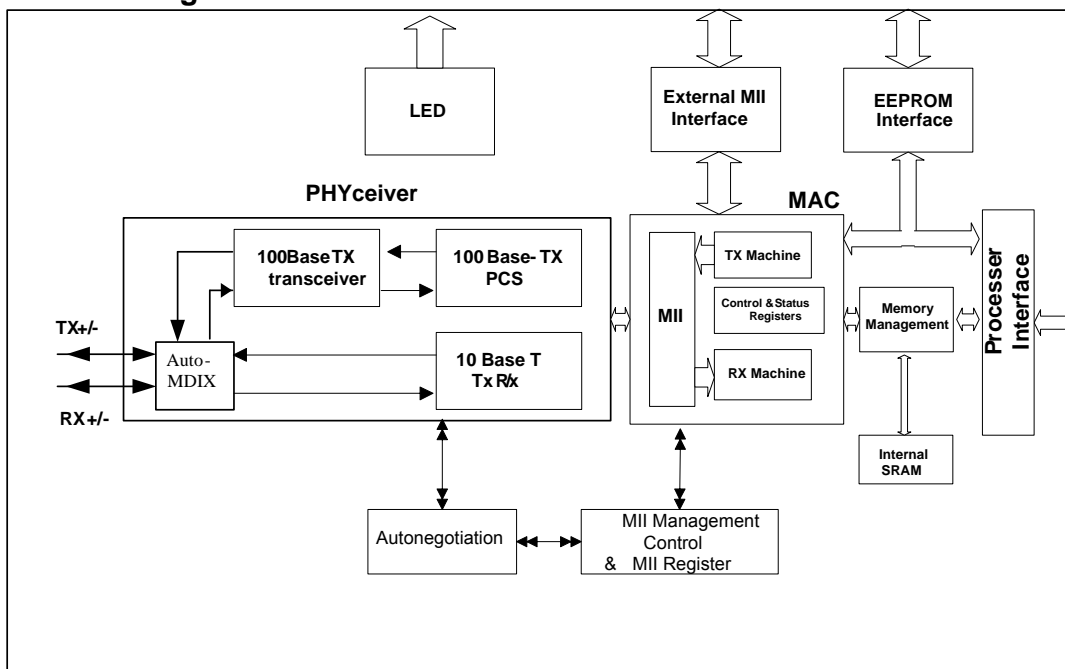 LED
External MII
Interface
EEPROM
Interface
PHYceiver
MAC
100BaseTX
transceiver
100 Base-TX
PCS
TX Machine
Control & Status
Registers
MII
RX Machine
Memory
Management
Processer
Interface
TX+/-
RX+/-
Auto-
MDIX
10 Base T
Tx R/x
Internal
SRAM
Autonegotiation
MII Management
Control
& MII Register